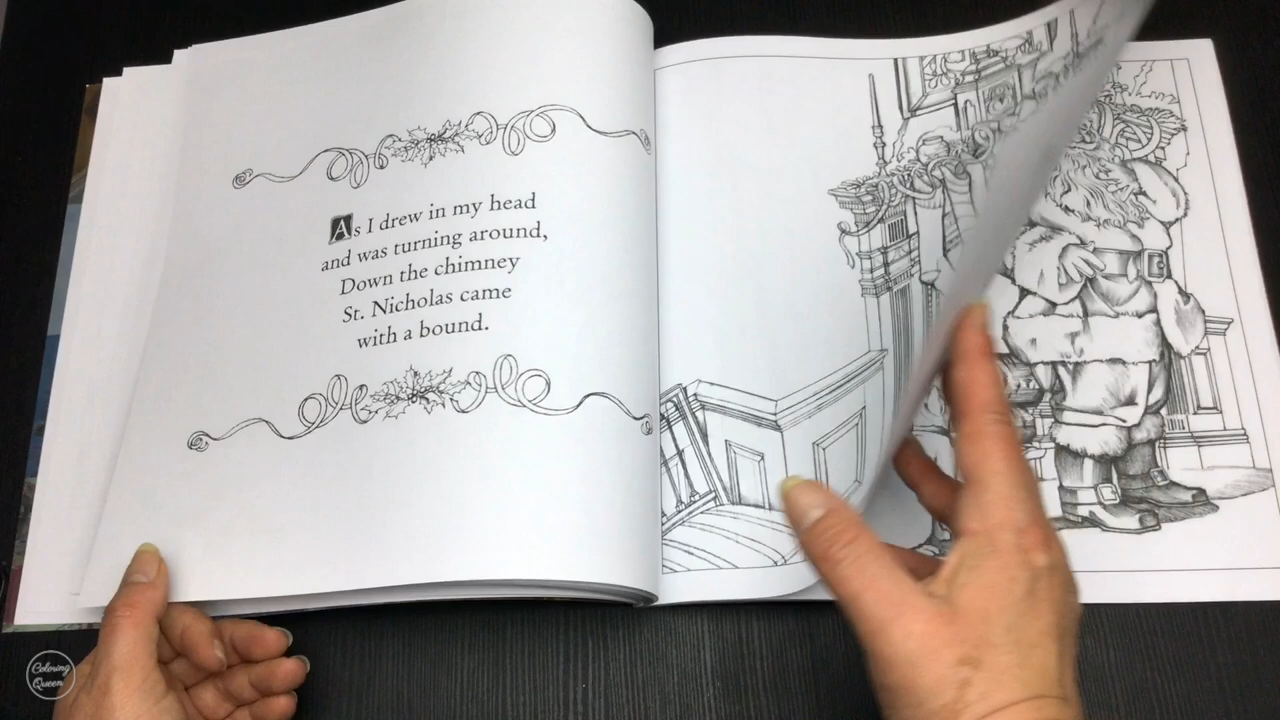 As I drew in my head
and was turning around,
Down the chimney
St. Nicholas came
with a bound.
Coloring
Queen